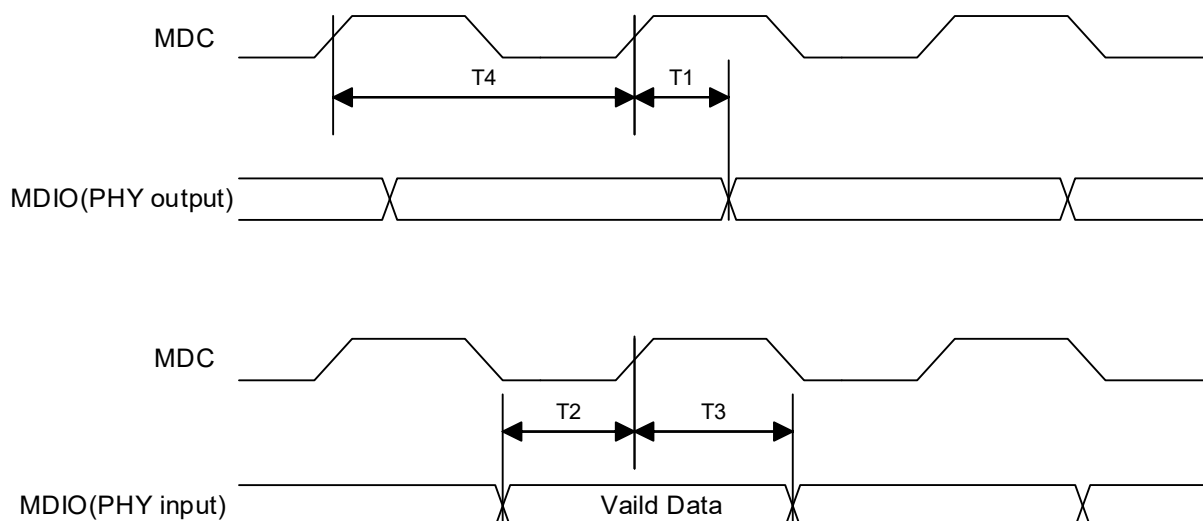 MDC
T4
T1
MDIO(PHY output)
MDC
T2
T3
MDIO(PHY input)
Vaild Data